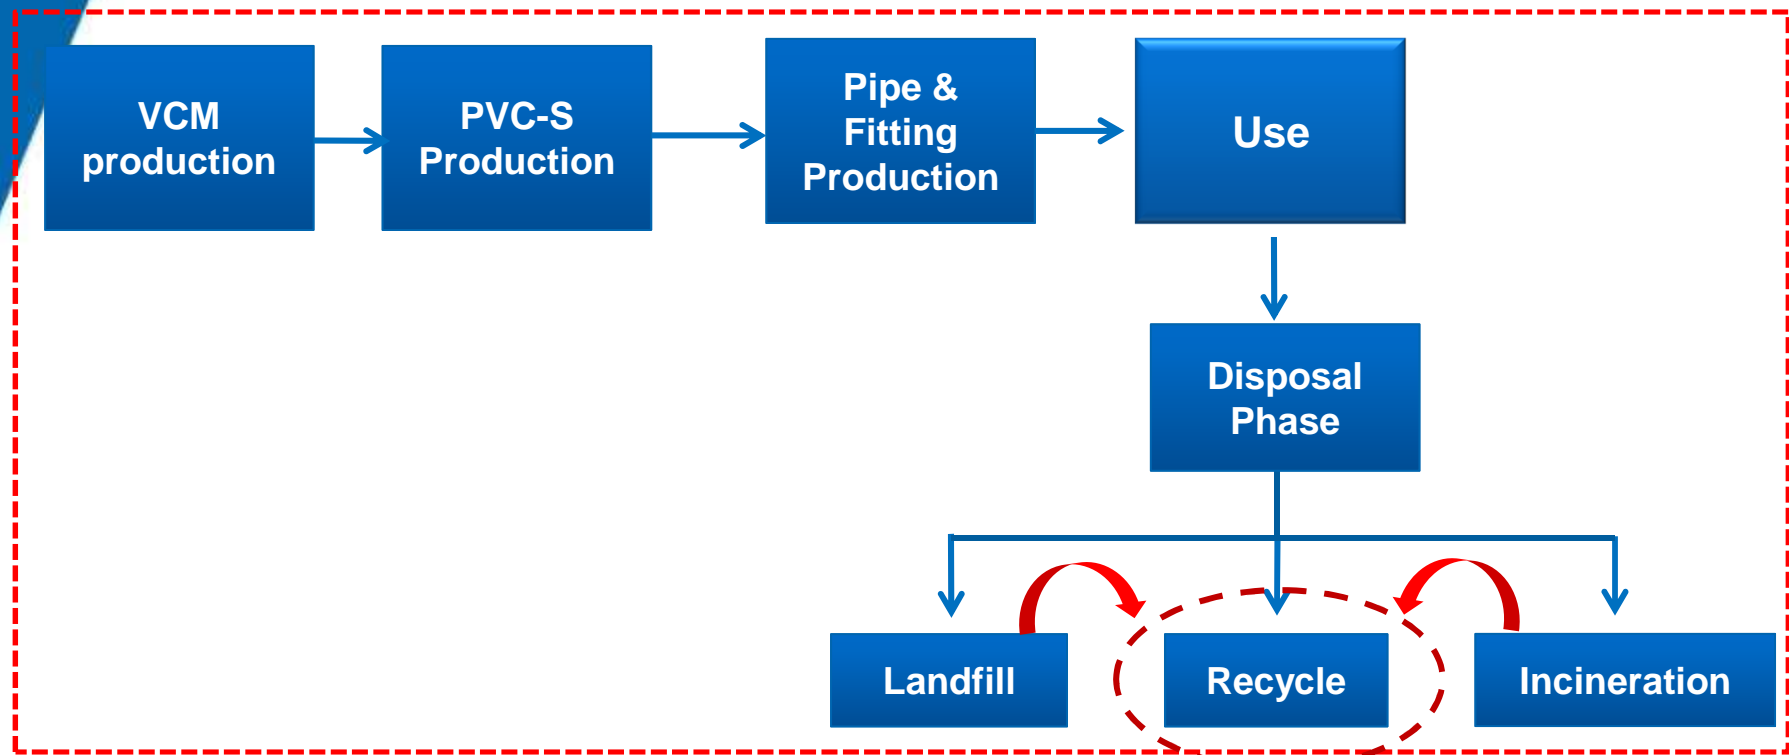 VCM
production
PVC-S
Production
Pipe &
Fitting
Production
Use
Disposal
Phase
Landfill
Recycle
Incineration